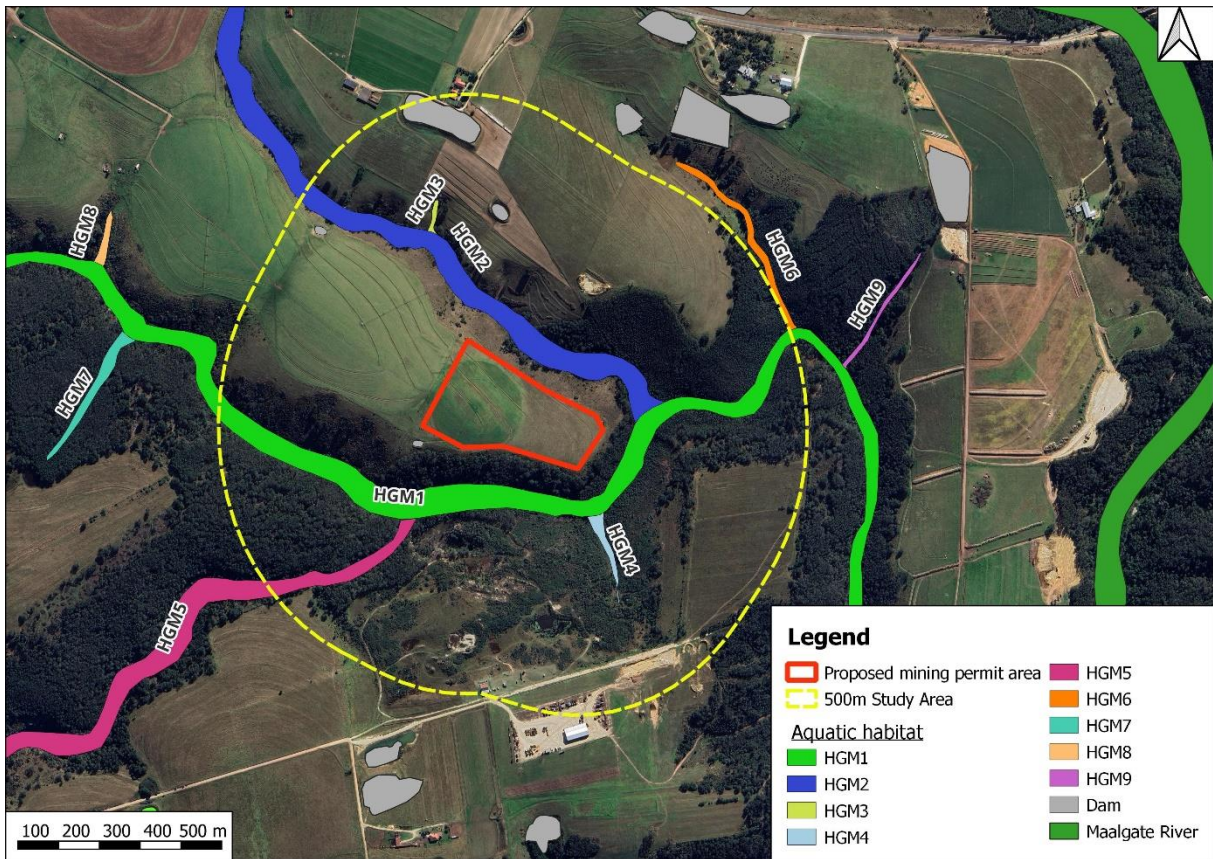 HGM3
HGM2
HGM8
HGM6
HGM9
HGM7
HGM1
HGM4
HGM5
Legend
Proposed mining permit area
500m Study Area
Aquatic habitat
HGM1
HGM2
HGM3
HGM4
HGM5
HGM6
HGM7
HGM8
HGM9
Dam
Maalgate River
100 200 300 400 500 m